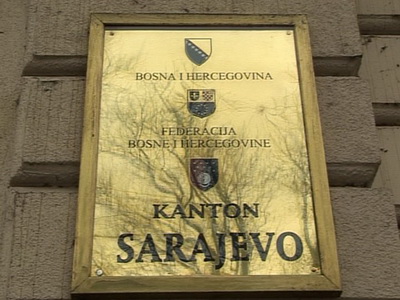 BOSNA I HERCEGOVINA
FEDERACIJA
BOSNE I HERCEGOVINE
KANTON
SARAJEVO